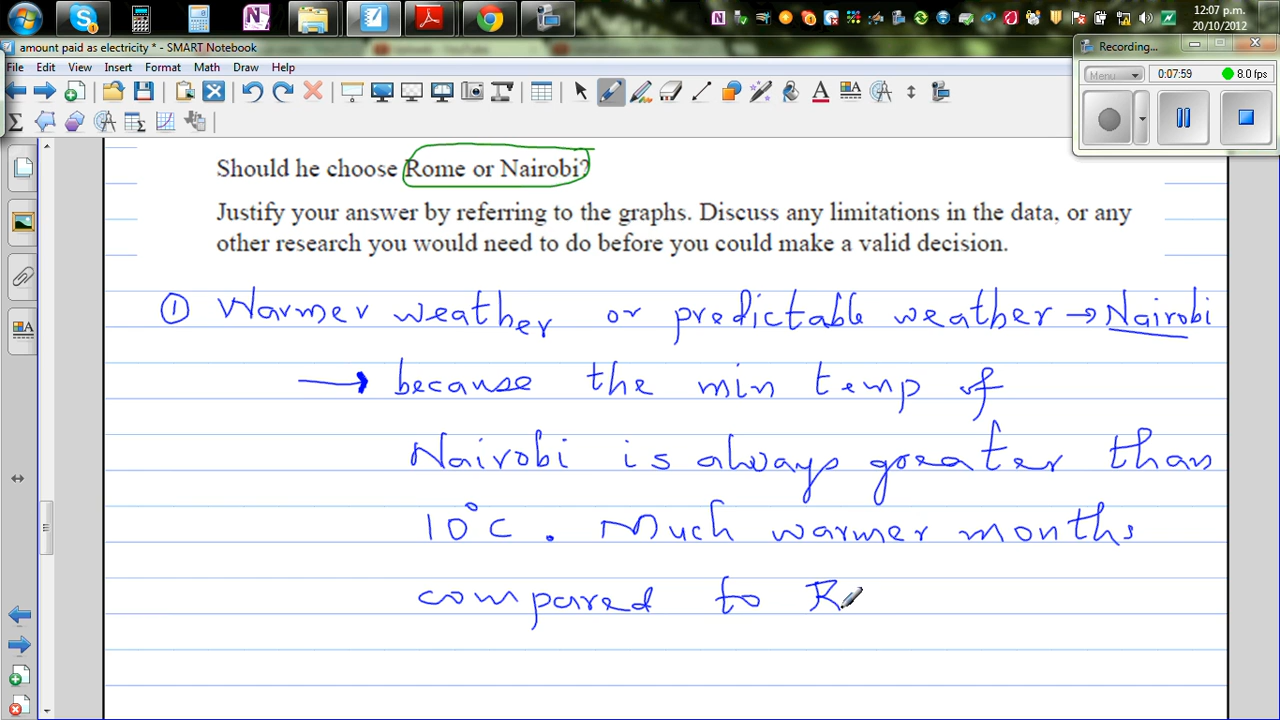 12:07 p.m.
20/10/2012
amount paid as electricity * - SMART Notebook
Recording...
File Edit View Insert Format Math Draw Help
Menu
0:07:59
8.0 fps
Should he choose Rome or Nairobi?
Justify your answer by referring to the graphs. Discuss any limitations in the data, or any
other research you would need to do before you could make a valid decision.
① Warmer weather or predictable weather → Nairobi
→ because the min temp of
Nairobi is always greater than
10°C. Much warmer months
compared to R